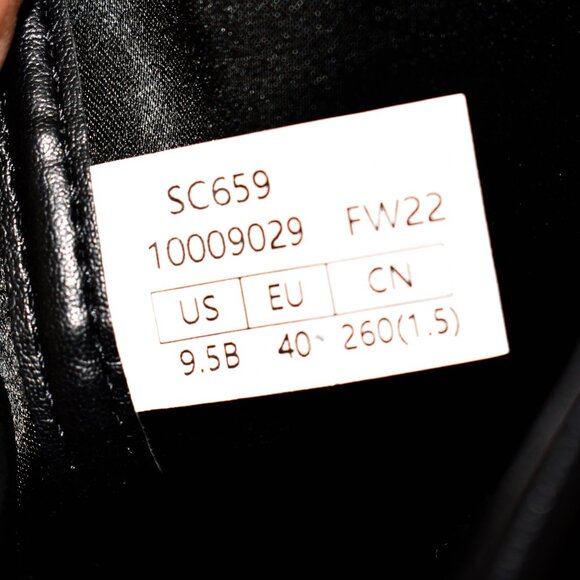 SC659
10009029 FW22
US EU CN
9.5B 40 260(1.5)